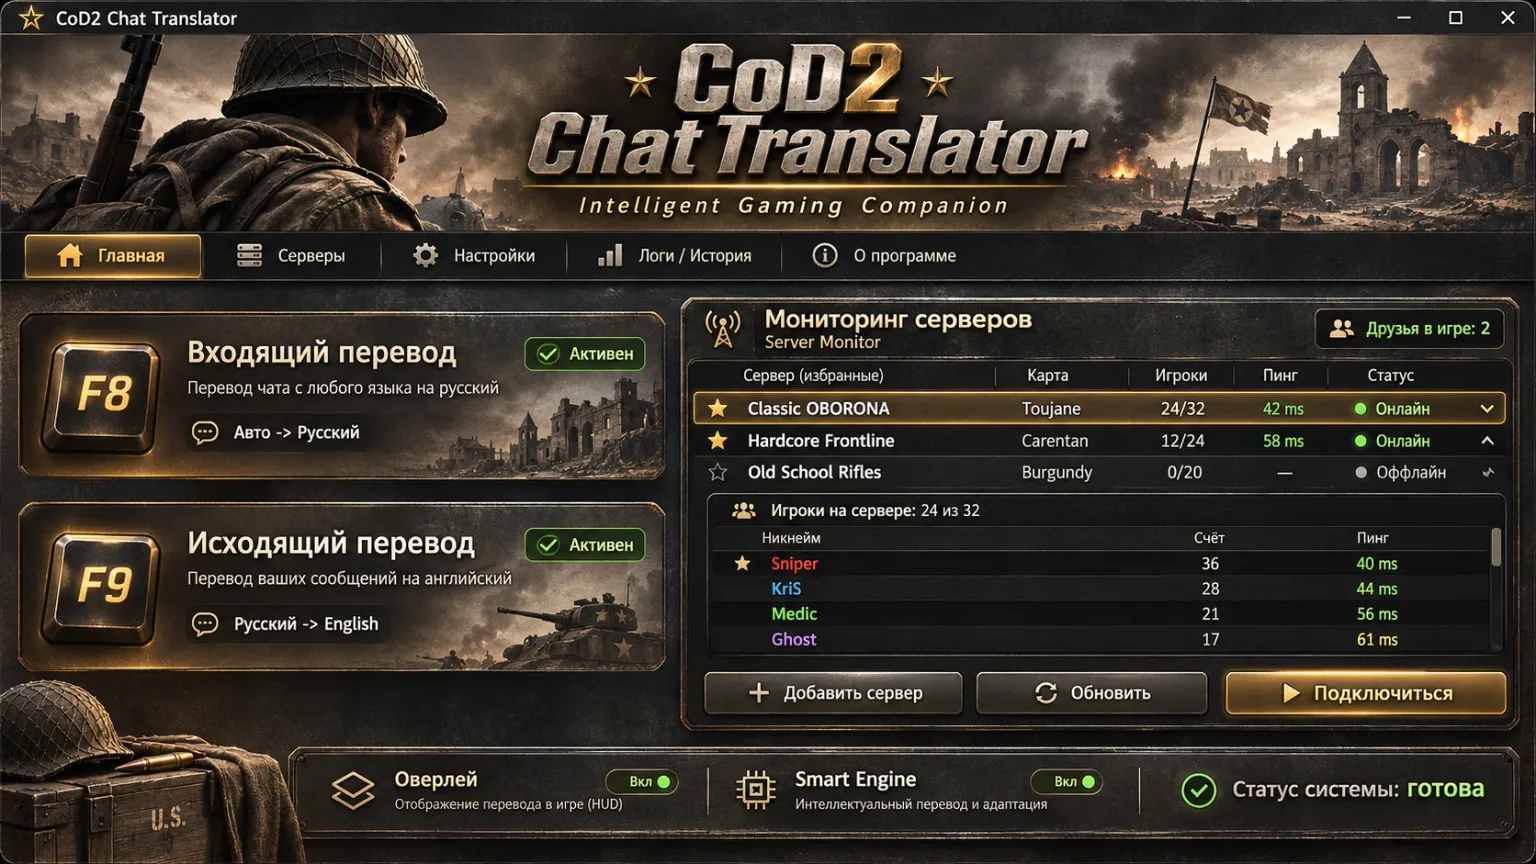 CoD2 Chat Translator
CoD2
Chat Translator
Intelligent Gaming Companion
Главная
Серверы
Настройки
Логи / История
О программе
F8
Входящий перевод
Активен
Перевод чата с любого языка на русский
Авто -> Русский
F9
Исходящий перевод
Активен
Перевод ваших сообщений на английский
Русский -> English
Мониторинг серверов
Server Monitor
Друзья в игре: 2
Сервер (избранные) Карта Игроки Пинг Статус
Classic OBORONA Toujane 24/32 42 ms Онлайн
Hardcore Frontline Carentan 12/24 58 ms Онлайн
Old School Rifles Burgundy 0/20 — Оффлайн
Игроки на сервере: 24 из 32
Никнейм Счёт Пинг
Sniper 36 40 ms
KriS 28 44 ms
Medic 21 56 ms
Ghost 17 61 ms
Добавить сервер
Обновить
Подключиться
U.S.
Оверлей
Вкл
Отображение перевода в игре (HUD)
Smart Engine
Вкл
Интеллектуальный перевод и адаптация
Статус системы: готова